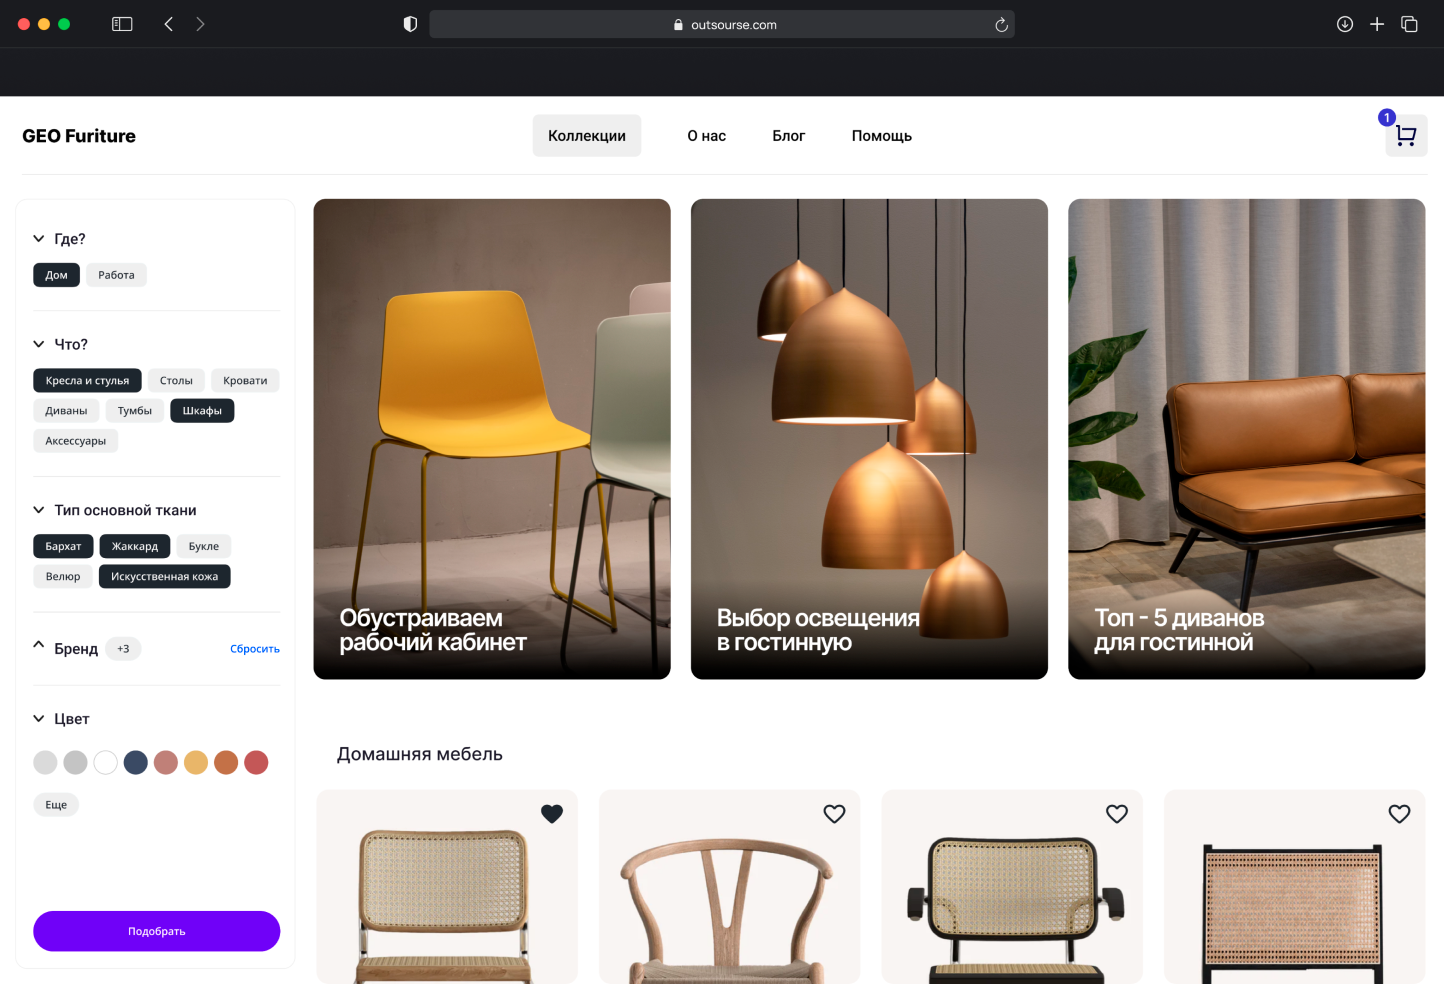 outsourse.com
GEO Furiture
Коллекции
О нас
Блог
Помощь
1
Где?
Дом
Работа
Что?
Кресла и стулья
Столы
Кровати
Диваны
Тумбы
Шкафы
Аксессуары
Тип основной ткани
Бархат
Жаккард
Букле
Велюр
Искусственная кожа
Бренд
+3
Сбросить
Цвет
Еще
Подобрать
Обустраиваем
рабочий кабинет
Выбор освещения
в гостинную
Топ - 5 диванов
для гостинной
Домашняя мебель